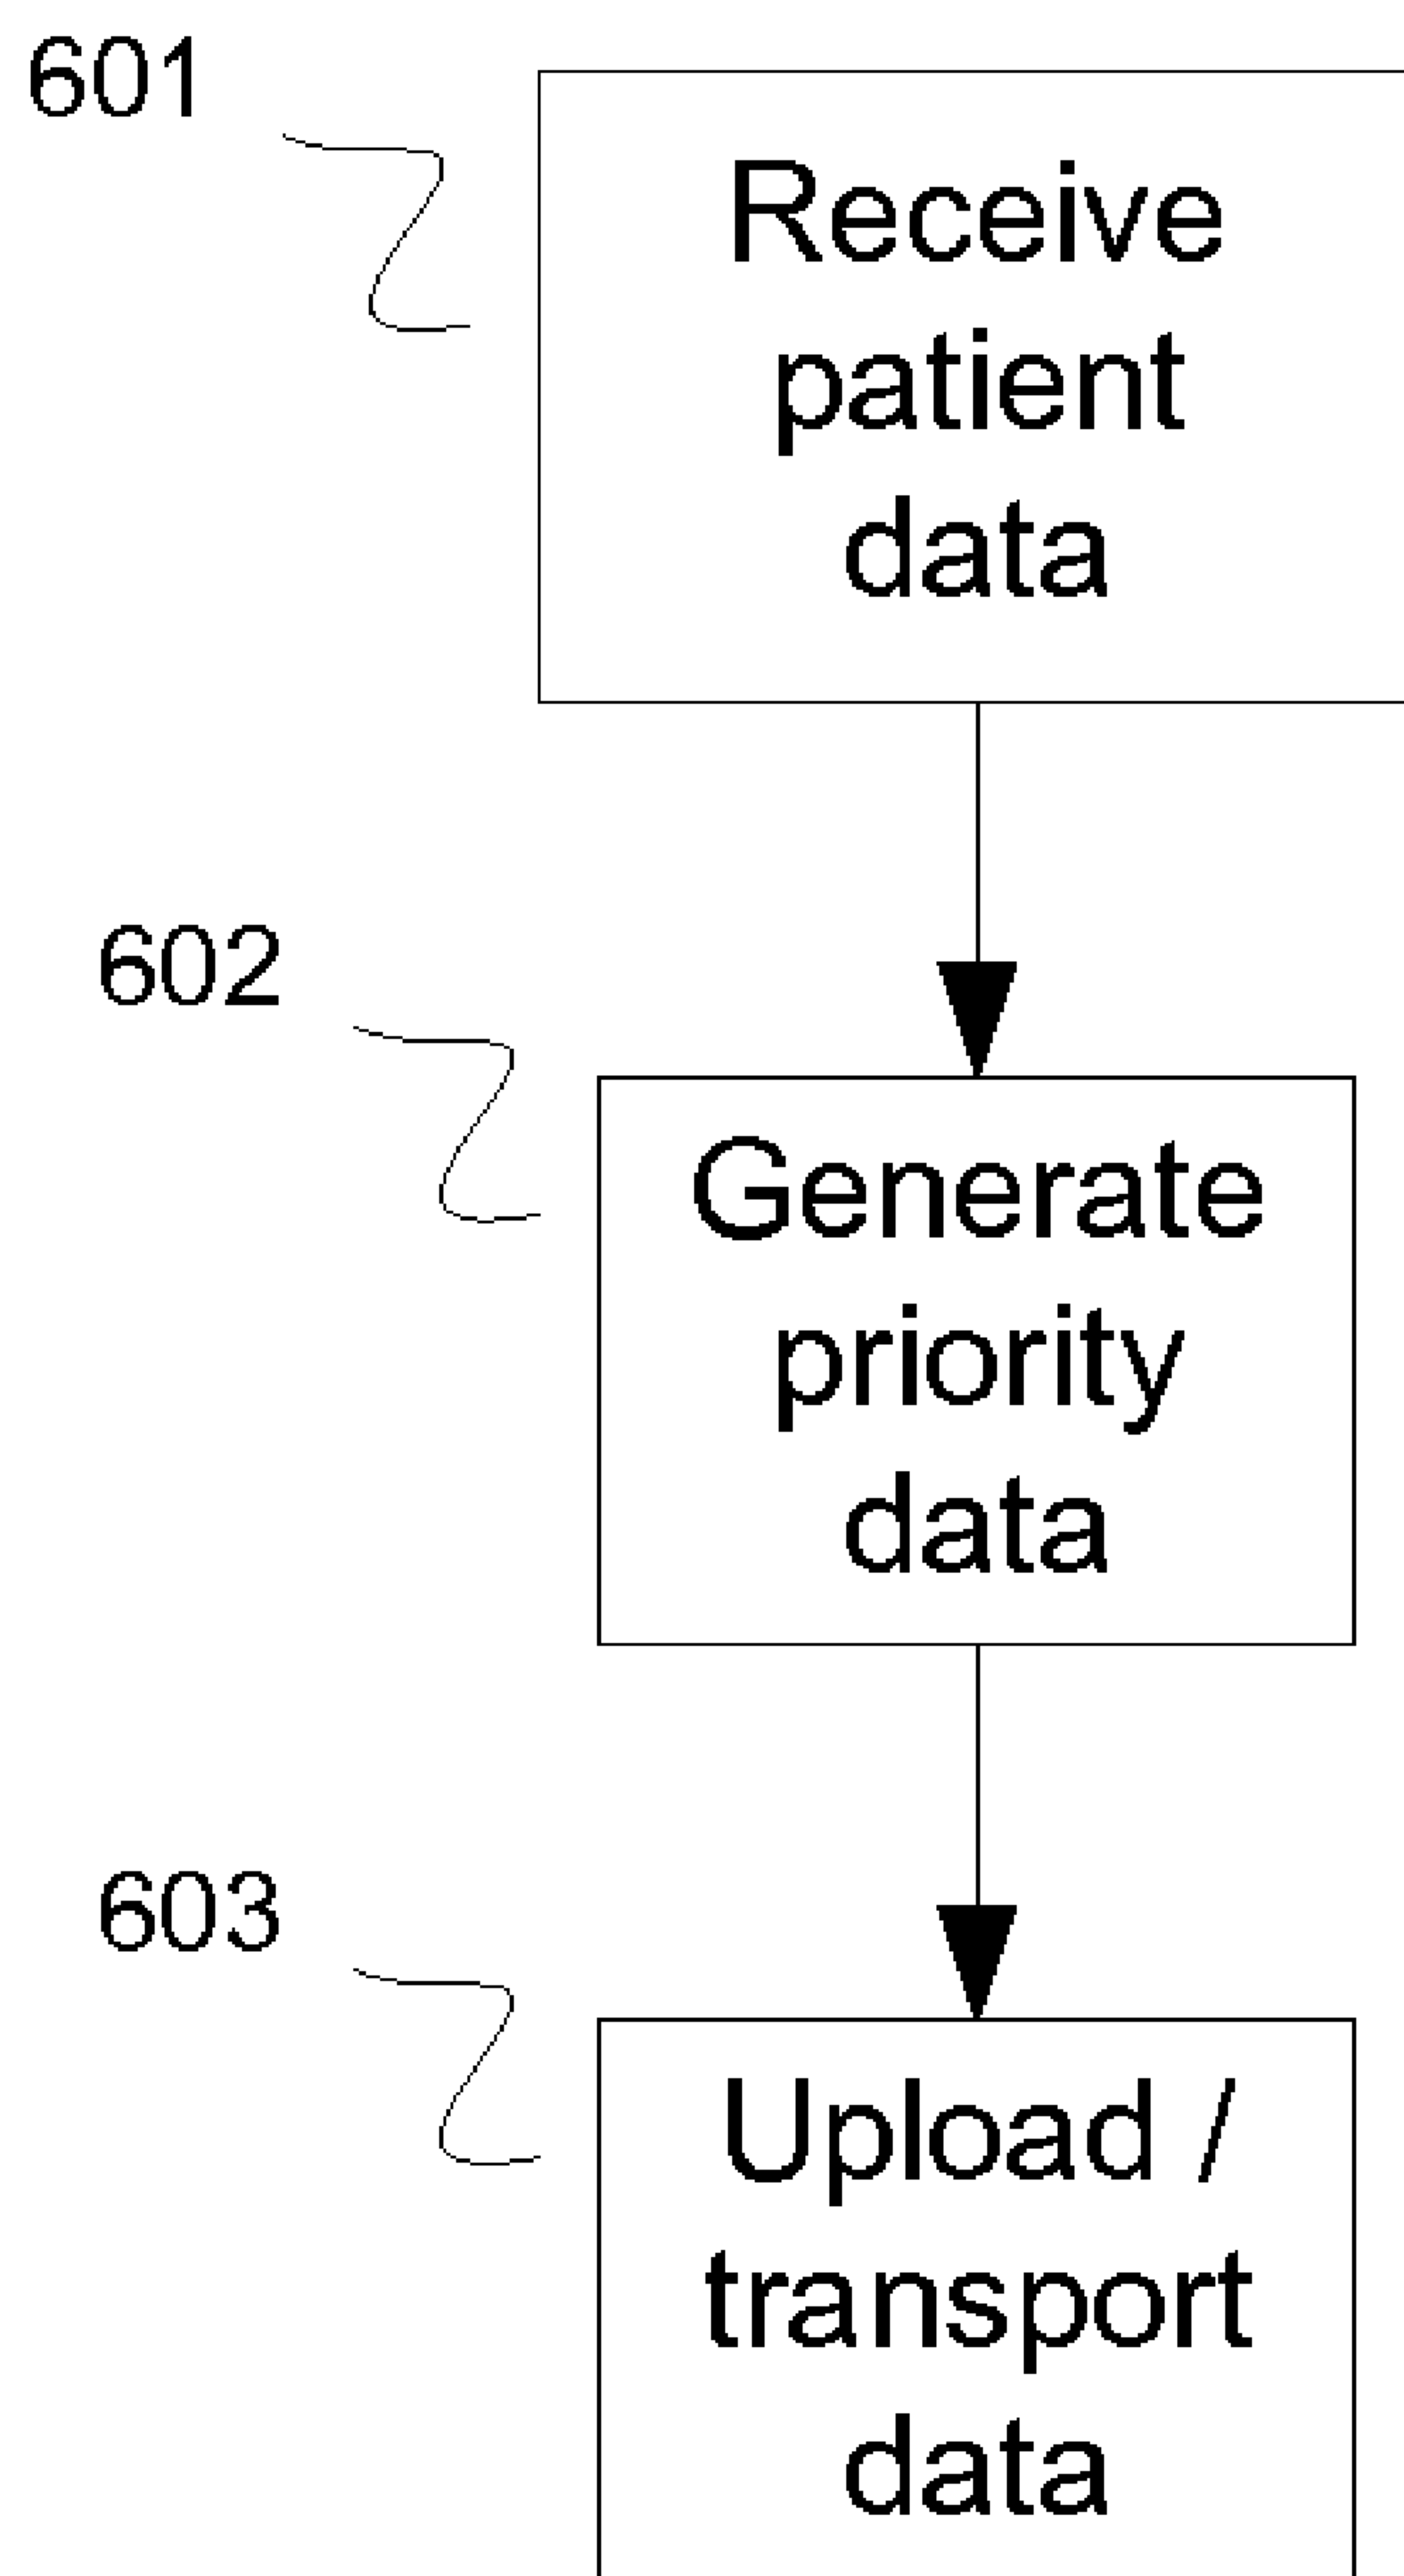 601
Receive
patient
data
602
Generate
priority
data
603
Upload /
transport
data